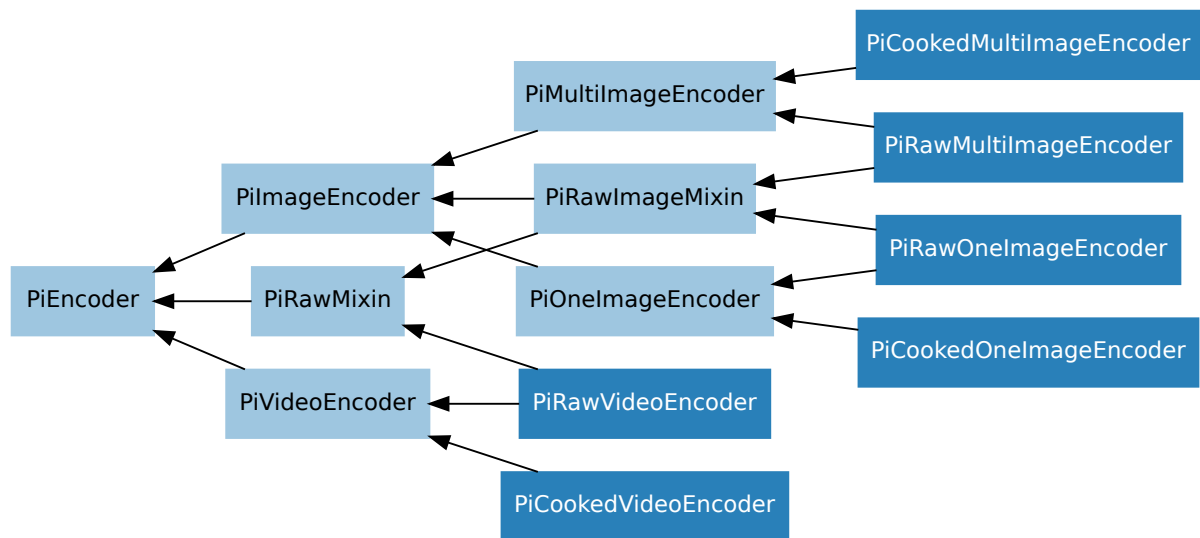 PiCookedMultiImageEncoder
PiMultiImageEncoder
PiRawMultiImageEncoder
PiImageEncoder
PiRawImageMixin
PiRawOneImageEncoder
PiEncoder
PiRawMixin
PiOneImageEncoder
PiCookedOneImageEncoder
PiVideoEncoder
PiRawVideoEncoder
PiCookedVideoEncoder